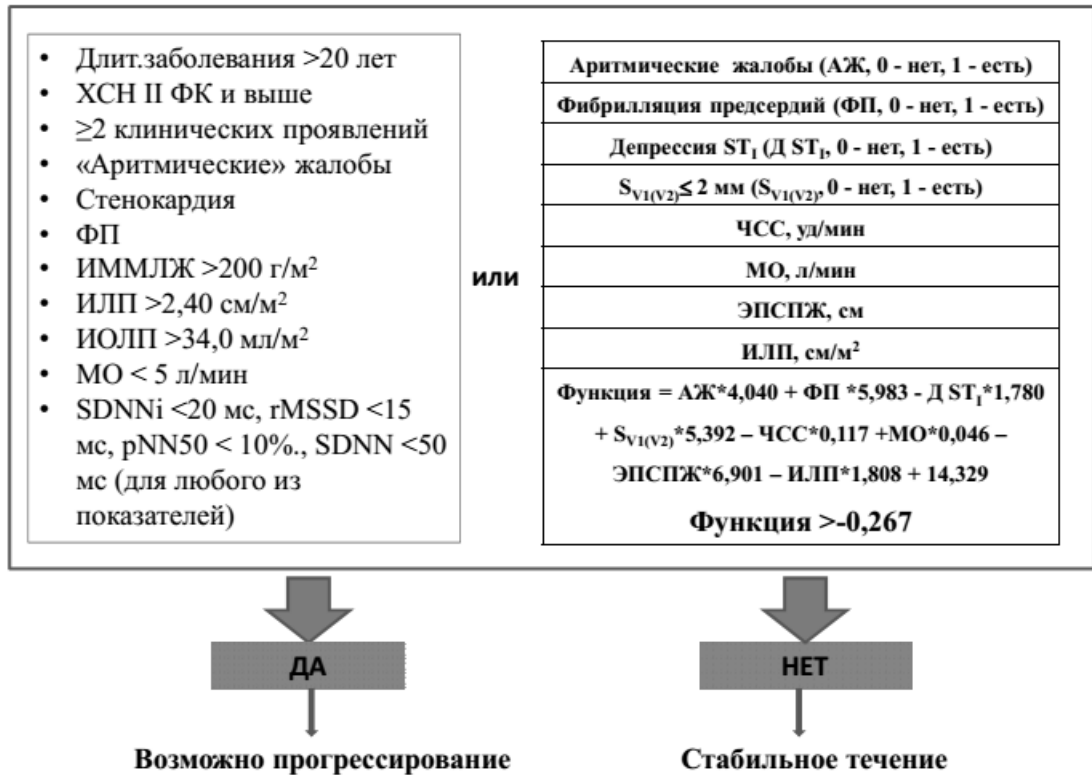 • Длит.заболевания >20 лет
• ХСН II ФК и выше
• ≥2 клинических проявлений
• «Аритмические» жалобы
• Стенокардия
• ФП
• ИММЛЖ >200 г/м²
• ИЛП >2,40 см/м²
• ИОЛП >34,0 мл/м²
• МО < 5 л/мин
• SDNNi <20 мс, rMSSD <15
мс, pNN50 < 10%., SDNN <50
мс (для любого из
показателей)
или
Аритмические жалобы (АЖ, 0 - нет, 1 - есть)
Фибрилляция предсердий (ФП, 0 - нет, 1 - есть)
Депрессия STI (Д STI, 0 - нет, 1 - есть)
SV1(V2)≤ 2 мм (SV1(V2), 0 - нет, 1 - есть)
ЧСС, уд/мин
МО, л/мин
ЭПСПЖ, см
ИЛП, см/м²
Функция = АЖ*4,040 + ФП *5,983 - Д STI*1,780
+ SV1(V2)*5,392 – ЧСС*0,117 +МО*0,046 –
ЭПСПЖ*6,901 – ИЛП*1,808 + 14,329
Функция >-0,267
ДА
НЕТ
Возможно прогрессирование
Стабильное течение